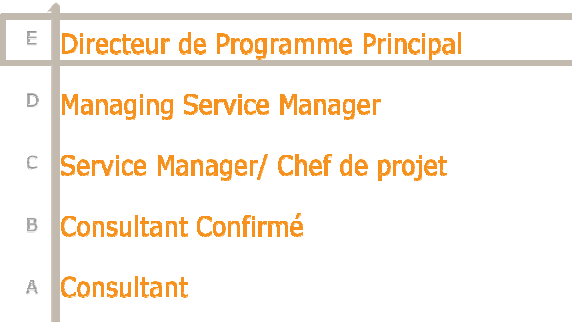 E Directeur de Programme Principal
D Managing Service Manager
C Service Manager/ Chef de projet
B Consultant Confirmé
A Consultant